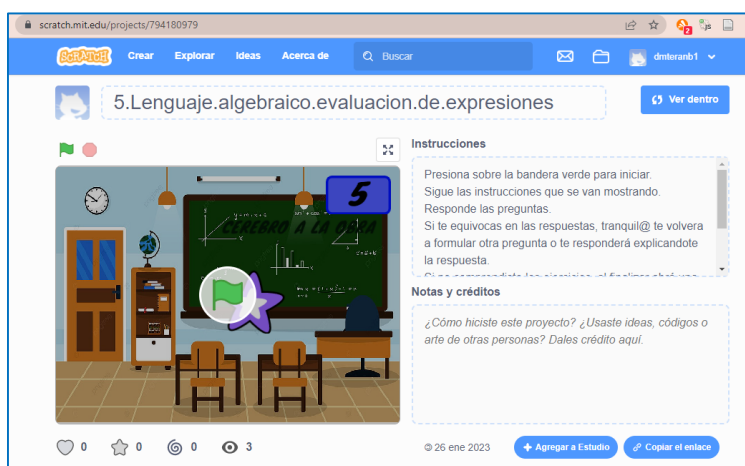 scratch.mit.edu/projects/794180979
SCRATCH
Crear
Explorar
Ideas
Acerca de
Buscar
dmteranb1
5.Lenguaje.algebraico.evaluacion.de.expresiones
Ver dentro
5
CEREBRO A LA OBRA
Instrucciones
Presiona sobre la bandera verde para iniciar.
Sigue las instrucciones que se van mostrando.
Responde las preguntas.
Si te equivocas en las respuestas, tranquil@ te volvera
a formular otra pregunta o te responderá explicandote
la respuesta.
Notas y créditos
¿Cómo hiciste este proyecto? ¿Usaste ideas, códigos o
arte de otras personas? Dales crédito aquí.
0
0
0
3
© 26 ene 2023
Agregar a Estudio
Copiar el enlace